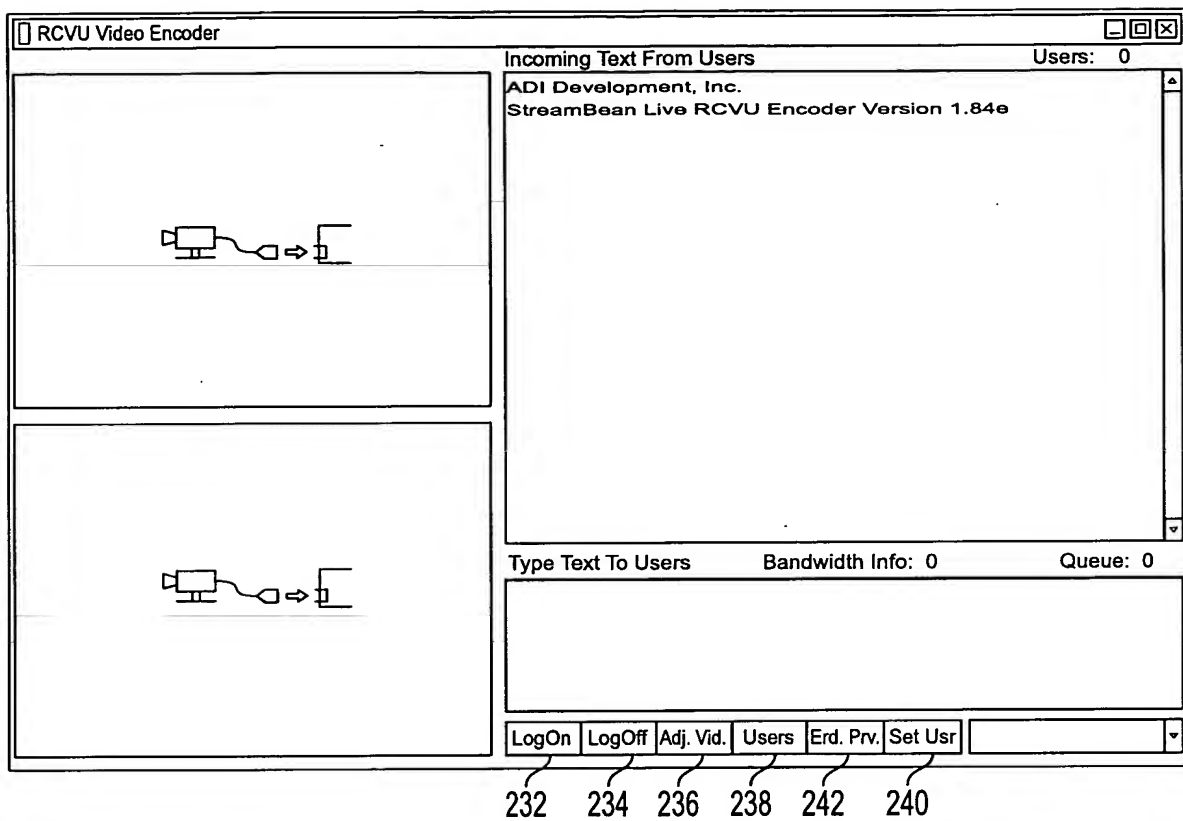 RCVU Video Encoder
Incoming Text From Users Users: 0
ADI Development, Inc.
StreamBean Live RCVU Encoder Version 1.84e
Type Text To Users Bandwidth Info: 0 Queue: 0
LogOn LogOff Adj. Vid. Users Erd. Prv. Set Usr
232 234 236 238 242 240